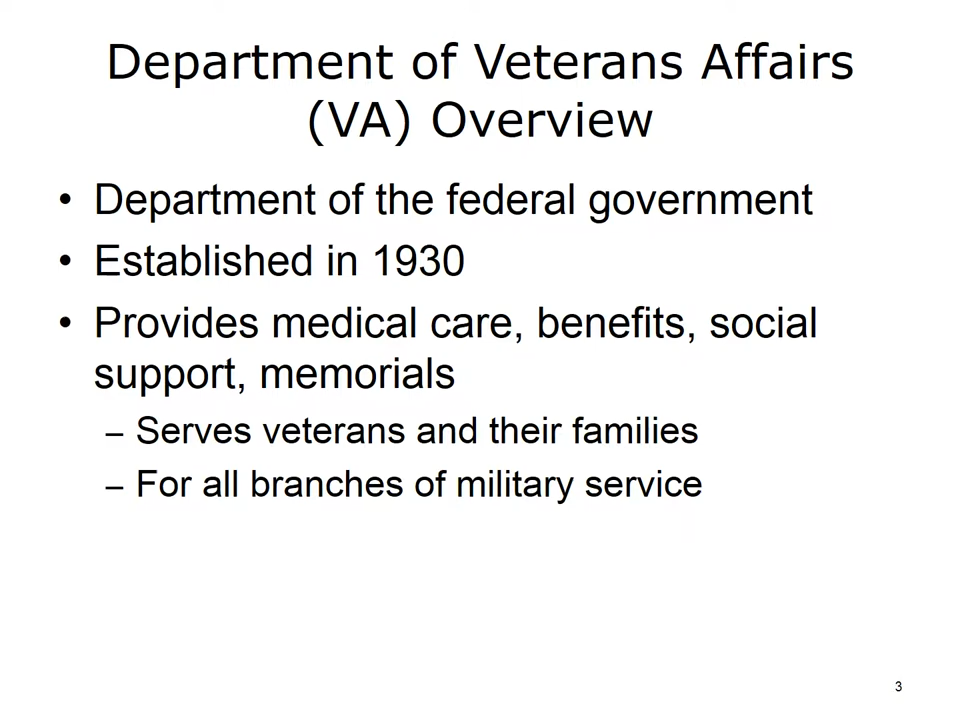 Department of Veterans Affairs
(VA) Overview
• Department of the federal government
• Established in 1930
• Provides medical care, benefits, social
support, memorials
– Serves veterans and their families
– For all branches of military service
3